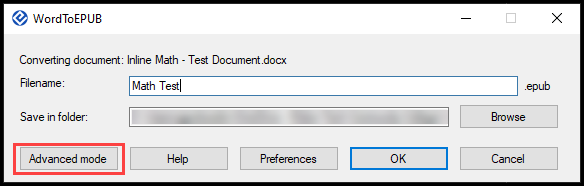 WordToEPUB
Converting document: Inline Math - Test Document.docx
Filename: Math Test .epub
Save in folder: Browse
Advanced mode Help Preferences OK Cancel